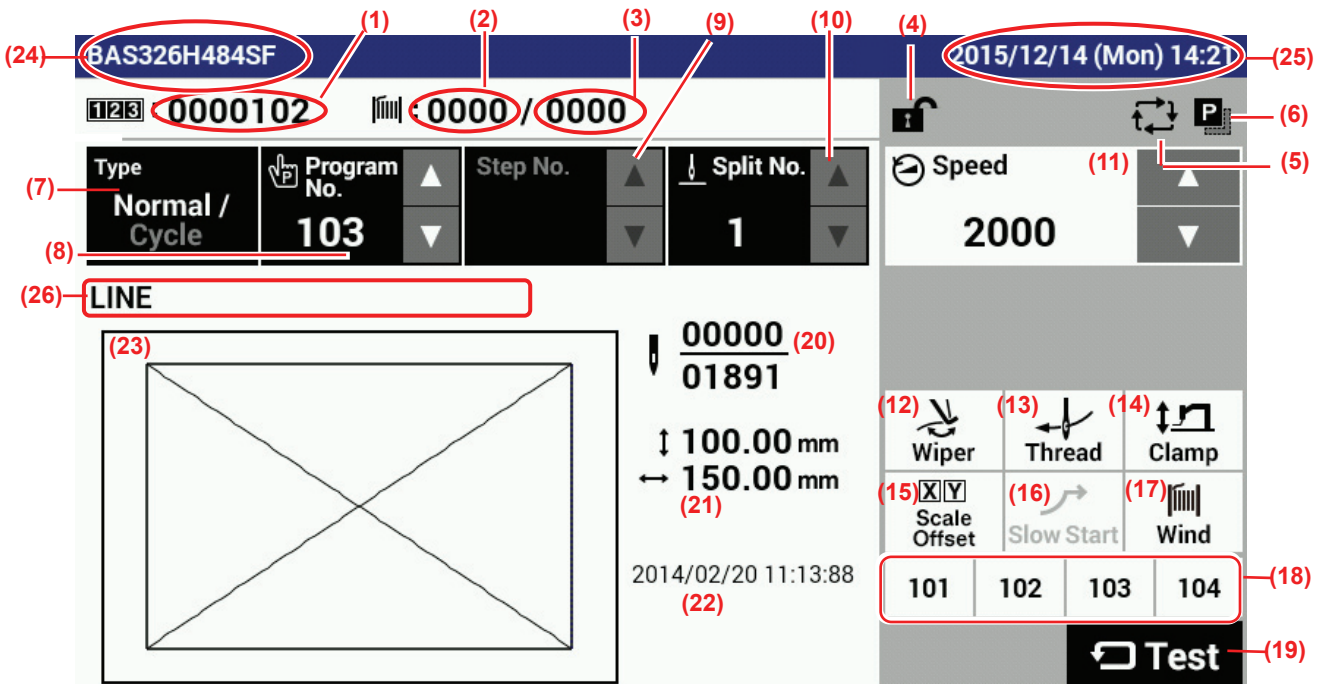 (1) (2) (3) (9) (10) (4)
(24) BAS326H484SF 2015/12/14 (Mon) 14:21 (25)
123 : 0000102 : 0000 / 0000 P (6)
(7) Type Program No. Step No. Split No. Speed (11) (5)
Normal / Cycle 103 1 2000
(8)
(26) LINE
(23) 00000 (20)
01891
100.00 mm
150.00 mm
(21)
2014/02/20 11:13:88
(22)
(12) Wiper (13) Thread (14) Clamp
(15) X Y Scale Offset (16) Slow Start (17) Wind
101 102 103 104 (18)
Test (19)